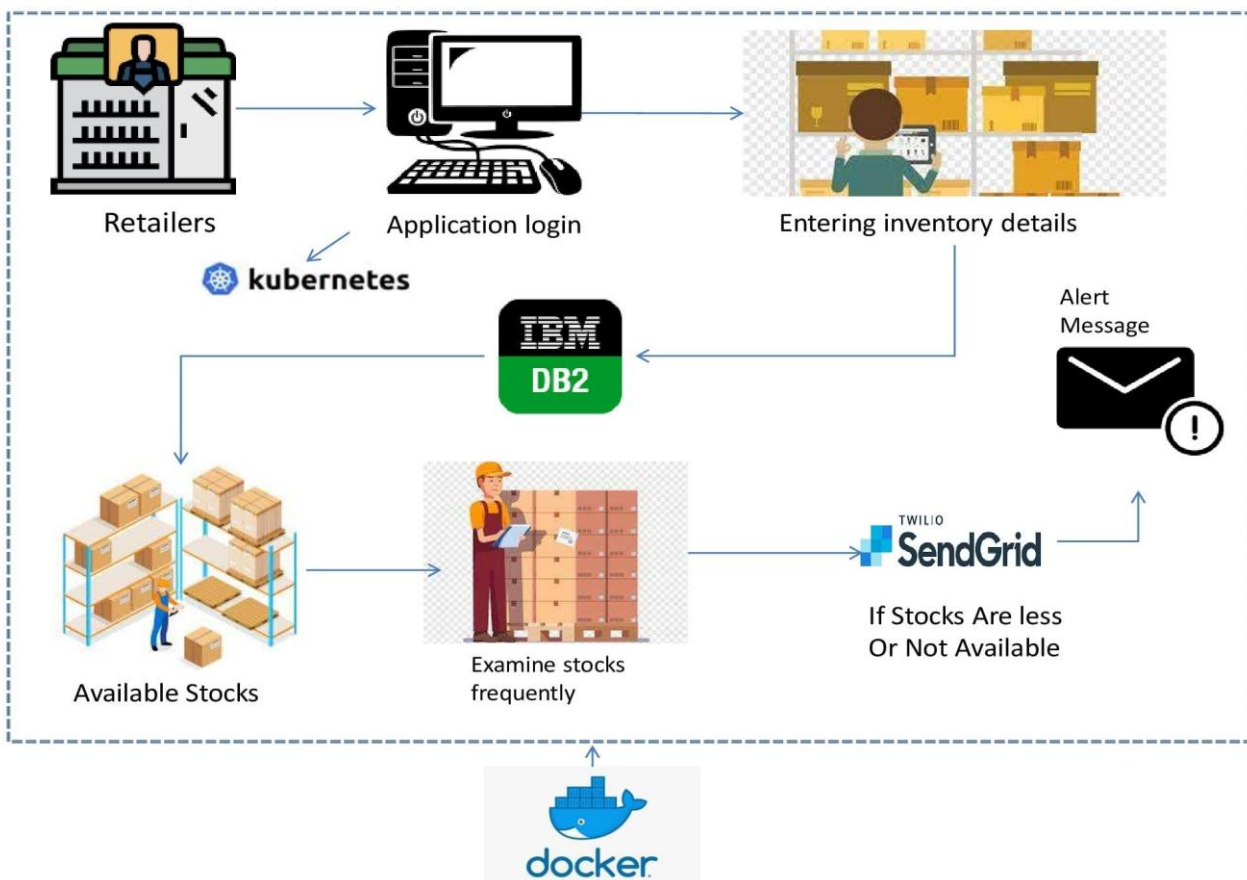 Retailers
Application login
Entering inventory details
kubernetes
IBM
DB2
Alert
Message
!
TWILIO
SendGrid
If Stocks Are less
Or Not Available
Available Stocks
Examine stocks
frequently
docker